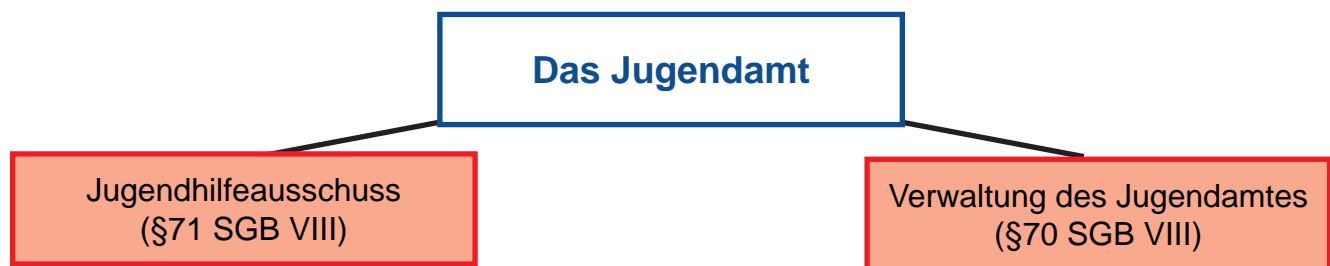 Das Jugendamt
Jugendhilfeausschuss
(§71 SGB VIII)
Verwaltung des Jugendamtes
(§70 SGB VIII)